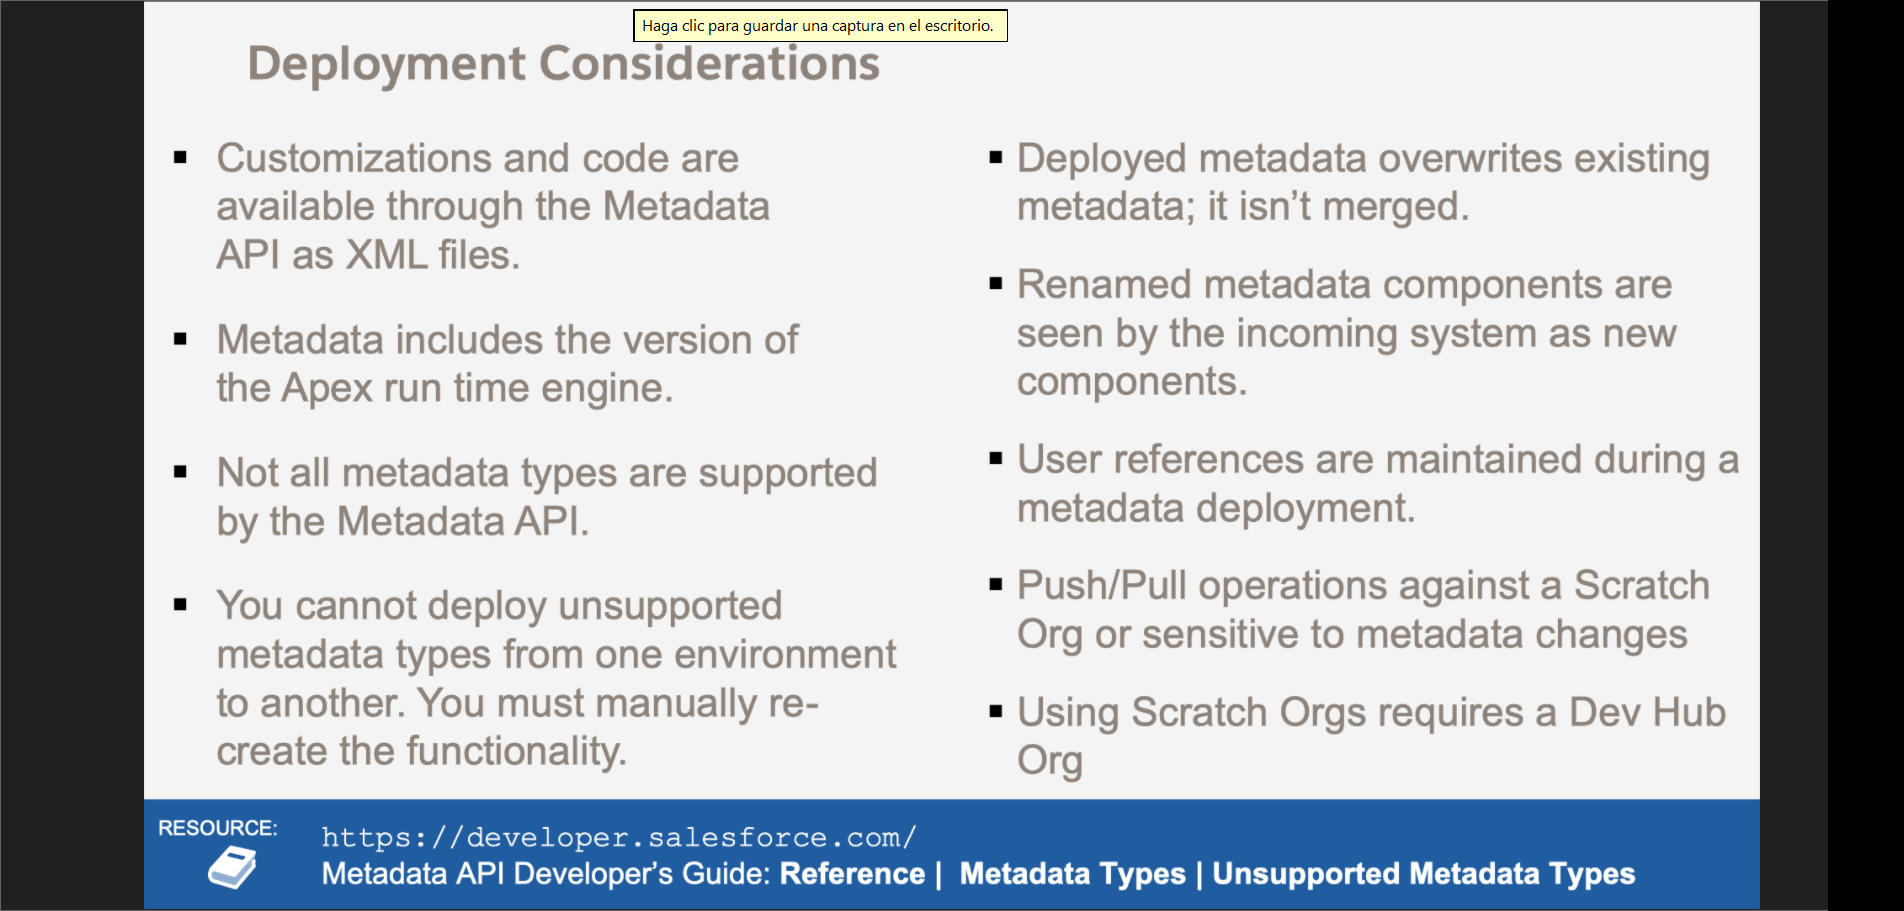 Haga clic para guardar una captura en el escritorio.
Deployment Considerations
Customizations and code are
available through the Metadata
API as XML files.
Metadata includes the version of
the Apex run time engine.
Not all metadata types are supported
by the Metadata API.
You cannot deploy unsupported
metadata types from one environment
to another. You must manually re-
create the functionality.
Deployed metadata overwrites existing
metadata; it isn’t merged.
Renamed metadata components are
seen by the incoming system as new
components.
User references are maintained during a
metadata deployment.
Push/Pull operations against a Scratch
Org or sensitive to metadata changes
Using Scratch Orgs requires a Dev Hub
Org
RESOURCE:
https://developer.salesforce.com/
Metadata API Developer’s Guide: Reference | Metadata Types | Unsupported Metadata Types